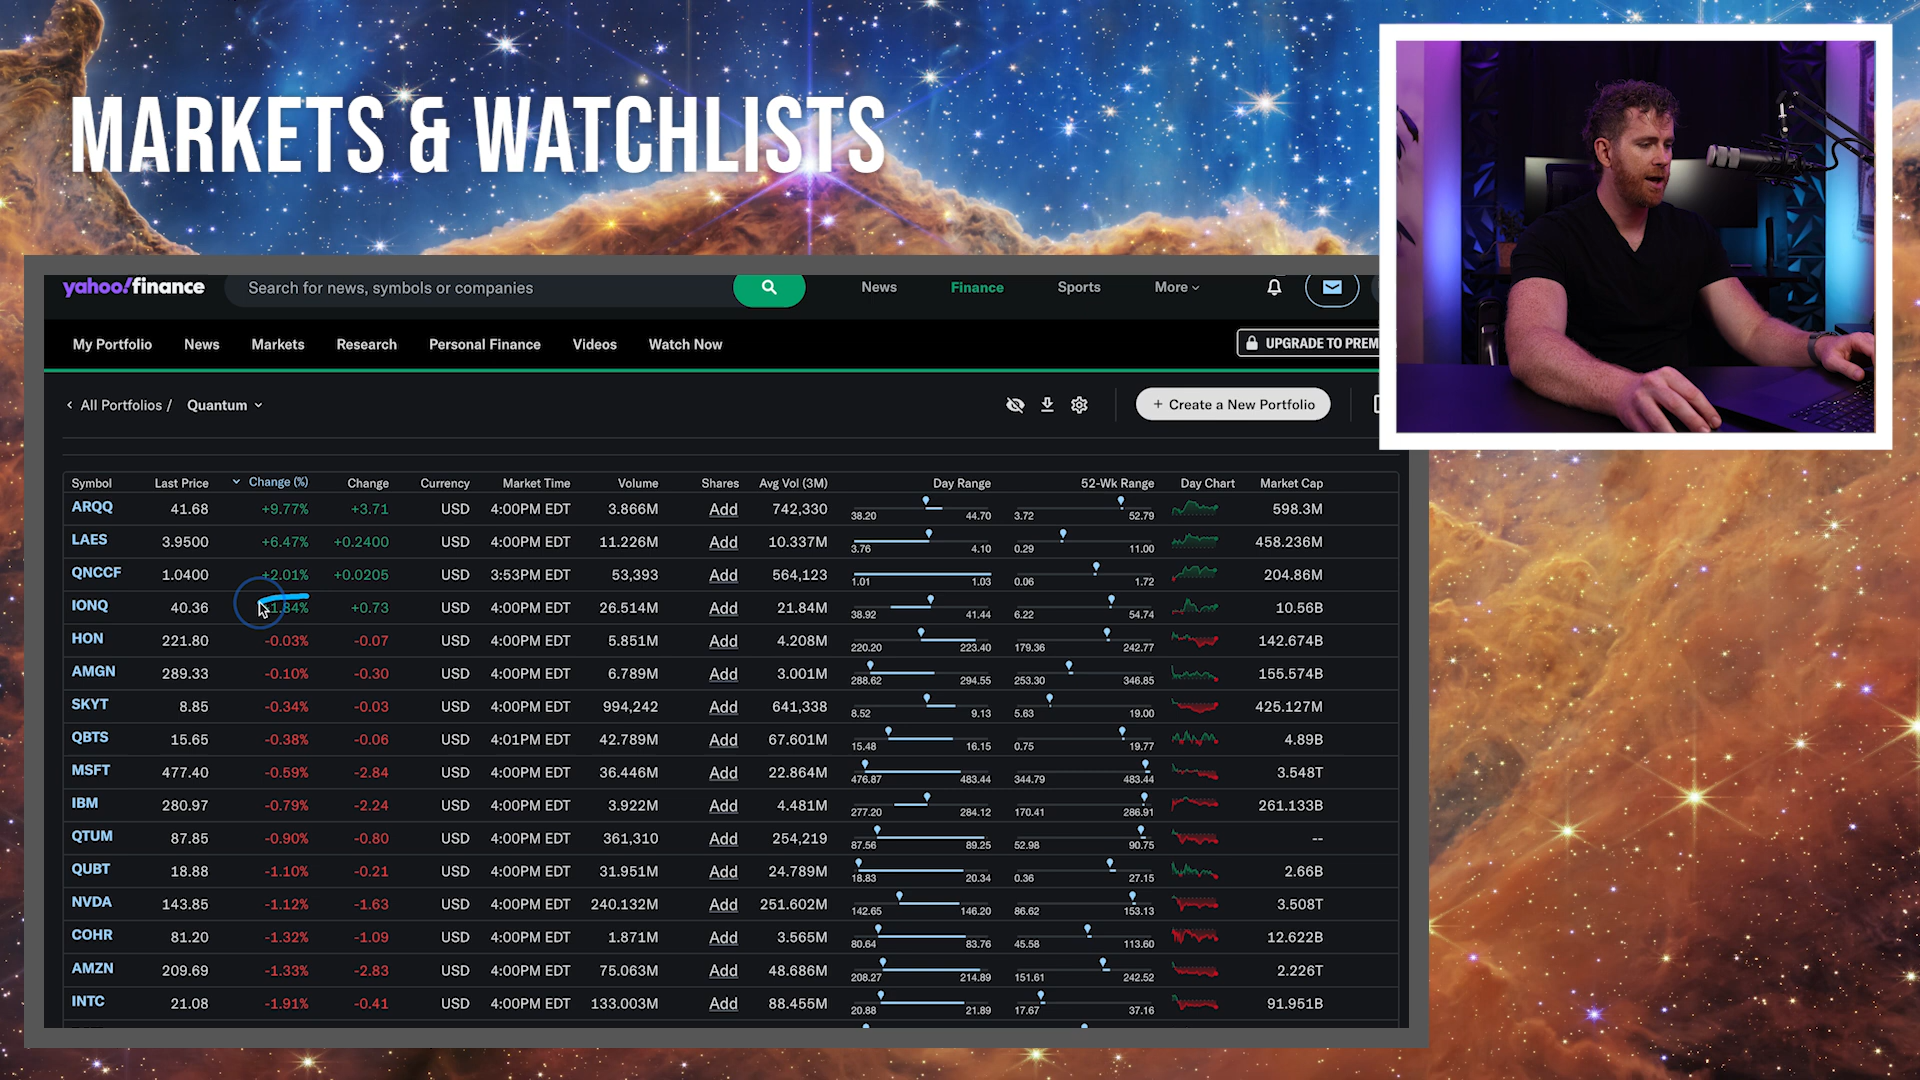 MARKETS & WATCHLISTS
yahoo!finance Search for news, symbols or companies News Finance Sports More
My Portfolio News Markets Research Personal Finance Videos Watch Now UPGRADE TO PREM
All Portfolios / Quantum + Create a New Portfolio
Symbol Last Price Change (%) Change Currency Market Time Volume Shares Avg Vol (3M) Day Range 52-Wk Range Day Chart Market Cap
ARQQ 41.68 +9.77% +3.71 USD 4:00PM EDT 3.866M Add 742,330 38.20 44.70 3.72 52.79 598.3M
LAES 3.9500 +6.47% +0.2400 USD 4:00PM EDT 11.226M Add 10.337M 3.76 4.10 0.29 11.00 458.236M
QNCCF 1.0400 +2.01% +0.0205 USD 3:53PM EDT 53,393 Add 564,123 1.01 1.03 0.06 1.72 204.86M
IONQ 40.36 +1.84% +0.73 USD 4:00PM EDT 26.514M Add 21.84M 38.92 41.44 6.22 54.74 10.56B
HON 221.80 -0.03% -0.07 USD 4:00PM EDT 5.851M Add 4.208M 220.20 223.40 179.36 242.77 142.674B
AMGN 289.33 -0.10% -0.30 USD 4:00PM EDT 6.789M Add 3.001M 288.62 294.55 253.30 346.85 155.574B
SKYT 8.85 -0.34% -0.03 USD 4:00PM EDT 994,242 Add 641,338 8.52 9.13 5.63 19.00 425.127M
QBTS 15.65 -0.38% -0.06 USD 4:01PM EDT 42.789M Add 67.601M 15.48 16.15 0.75 19.77 4.89B
MSFT 477.40 -0.59% -2.84 USD 4:00PM EDT 36.446M Add 22.864M 476.87 483.44 344.79 483.44 3.548T
IBM 280.97 -0.79% -2.24 USD 4:00PM EDT 3.922M Add 4.481M 277.20 284.12 170.41 286.91 261.133B
QTUM 87.85 -0.90% -0.80 USD 4:00PM EDT 361,310 Add 254,219 87.56 89.25 52.98 90.75 --
QUBT 18.88 -1.10% -0.21 USD 4:00PM EDT 31.951M Add 24.789M 18.83 20.34 0.36 27.15 2.66B
NVDA 143.85 -1.12% -1.63 USD 4:00PM EDT 240.132M Add 251.602M 142.65 146.20 86.62 153.13 3.508T
COHR 81.20 -1.32% -1.09 USD 4:00PM EDT 1.871M Add 3.565M 80.64 83.76 45.58 113.60 12.622B
AMZN 209.69 -1.33% -2.83 USD 4:00PM EDT 75.063M Add 48.686M 208.27 214.89 151.61 242.52 2.226T
INTC 21.08 -1.91% -0.41 USD 4:00PM EDT 133.003M Add 88.455M 20.88 21.89 17.67 37.16 91.951B